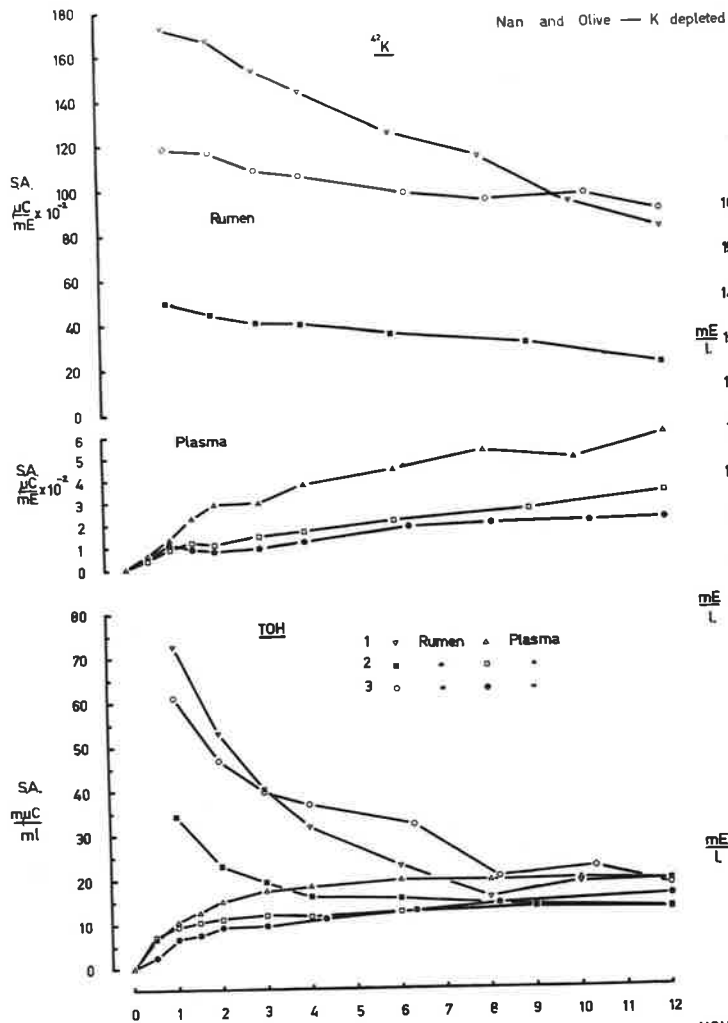 Nan and Olive — K depleted
⁴²K
180
160
140
120
100
80
60
40
20
0
S.A.
µC/mE × 10⁻²
Rumen
Plasma
6
5
4
3
2
1
0
S.A.
µC/mE × 10⁻²
mE/L
mE/L
mE/L
TOH
1 ▿ Rumen ▵ Plasma
2 ■ " □ "
3 ○ " ● "
80
70
60
50
40
30
20
10
0
S.A.
mµC/ml
0 1 2 3 4 5 6 7 8 9 10 11 12